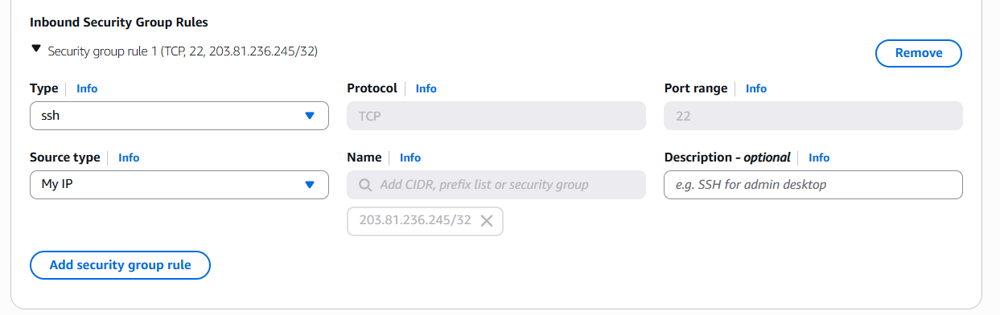 Inbound Security Group Rules
Security group rule 1 (TCP, 22, 203.81.236.245/32)
Remove
Type Info
Protocol Info
Port range Info
ssh
TCP
22
Source type Info
Name Info
Description - optional Info
My IP
Add CIDR, prefix list or security group
e.g. SSH for admin desktop
203.81.236.245/32
Add security group rule